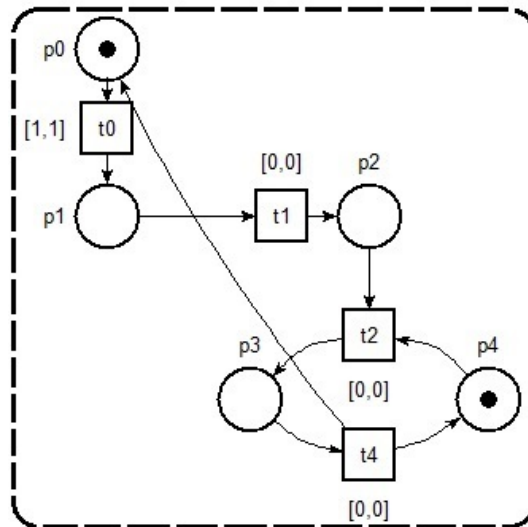 p0
[1,1] t0
[0,0] p2
p1 t1
p3 t2 p4
[0,0]
t4
[0,0]